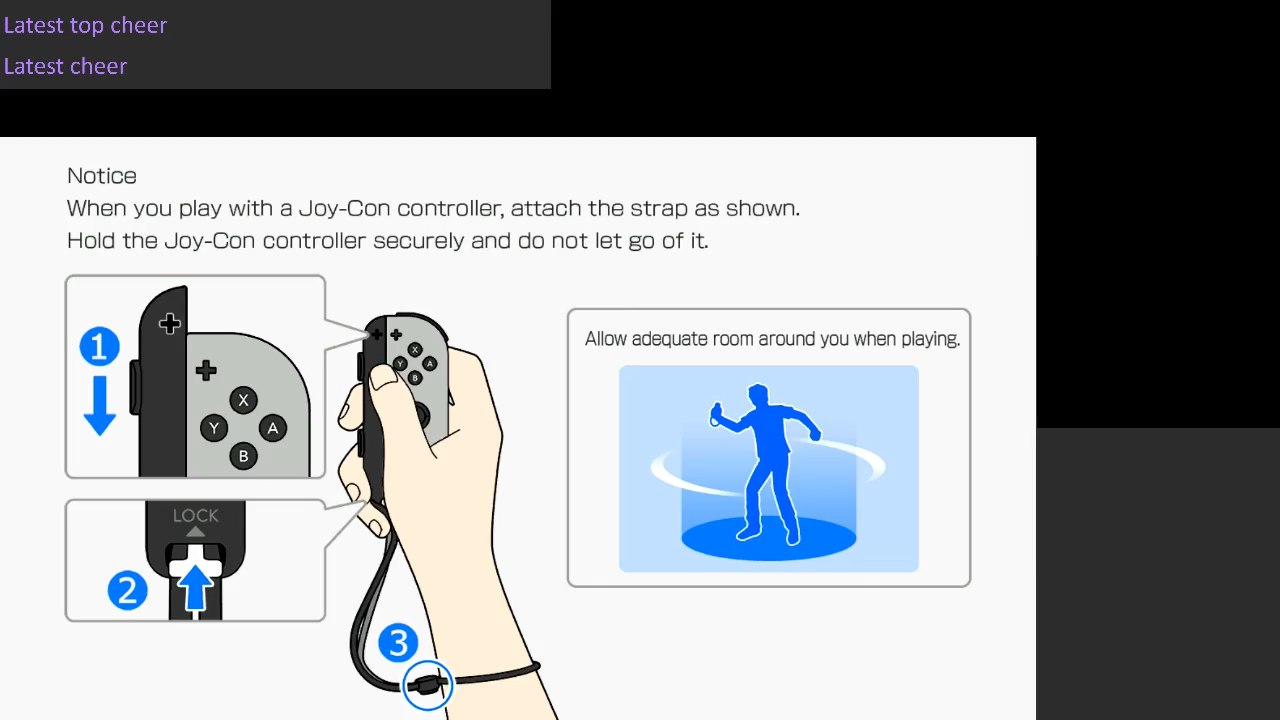 Latest top cheer
Latest cheer
Notice
When you play with a Joy-Con controller, attach the strap as shown.
Hold the Joy-Con controller securely and do not let go of it.
1
X
Y
A
B
X
Y
A
B
Allow adequate room around you when playing.
LOCK
2
3